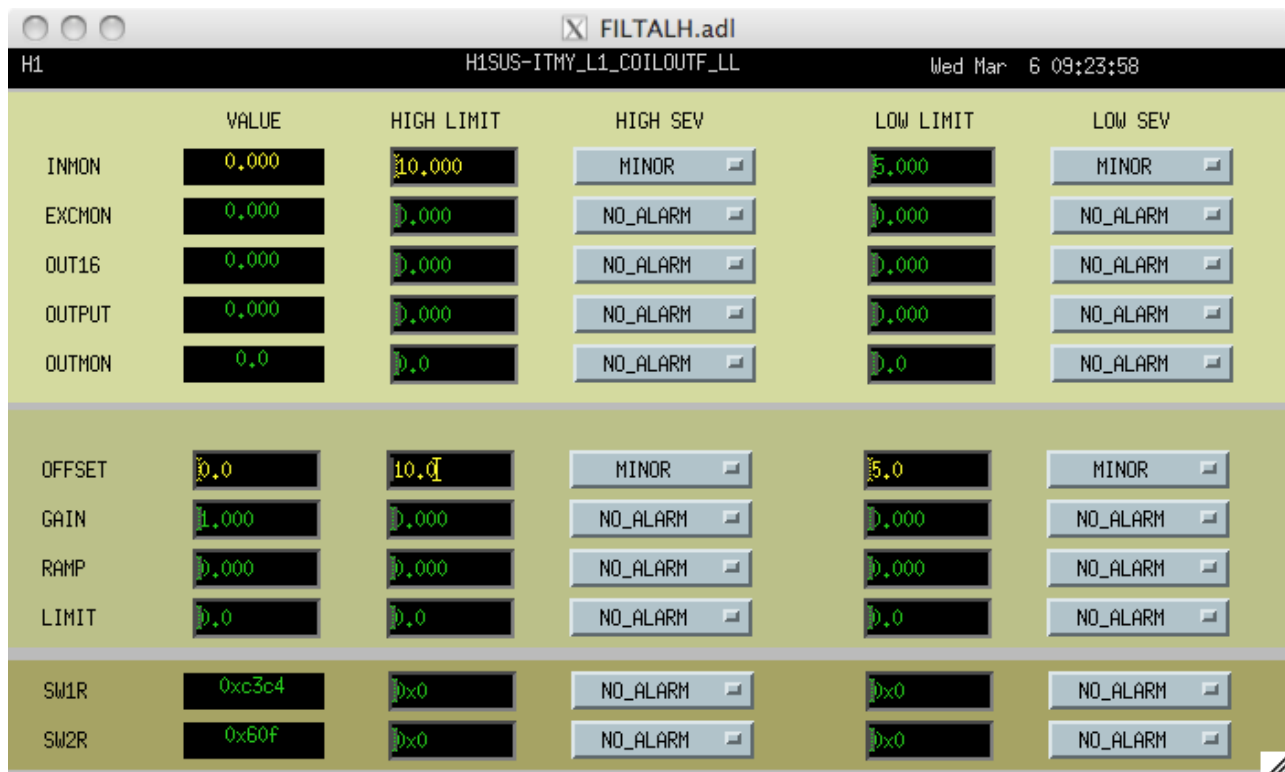 FILTALH.adl
H1 H1SUS-ITMY_L1_COILOUTF_LL Wed Mar 6 09:23:58
VALUE HIGH LIMIT HIGH SEV LOW LIMIT LOW SEV
INMON 0.000 10.000 MINOR 5.000 MINOR
EXCMON 0.000 0.000 NO_ALARM 0.000 NO_ALARM
OUT16 0.000 0.000 NO_ALARM 0.000 NO_ALARM
OUTPUT 0.000 0.000 NO_ALARM 0.000 NO_ALARM
OUTMON 0.0 0.0 NO_ALARM 0.0 NO_ALARM
OFFSET 0.0 10.0 MINOR 5.0 MINOR
GAIN 1.000 0.000 NO_ALARM 0.000 NO_ALARM
RAMP 0.000 0.000 NO_ALARM 0.000 NO_ALARM
LIMIT 0.0 0.0 NO_ALARM 0.0 NO_ALARM
SW1R 0xc3c4 0x0 NO_ALARM 0x0 NO_ALARM
SW2R 0x60f 0x0 NO_ALARM 0x0 NO_ALARM